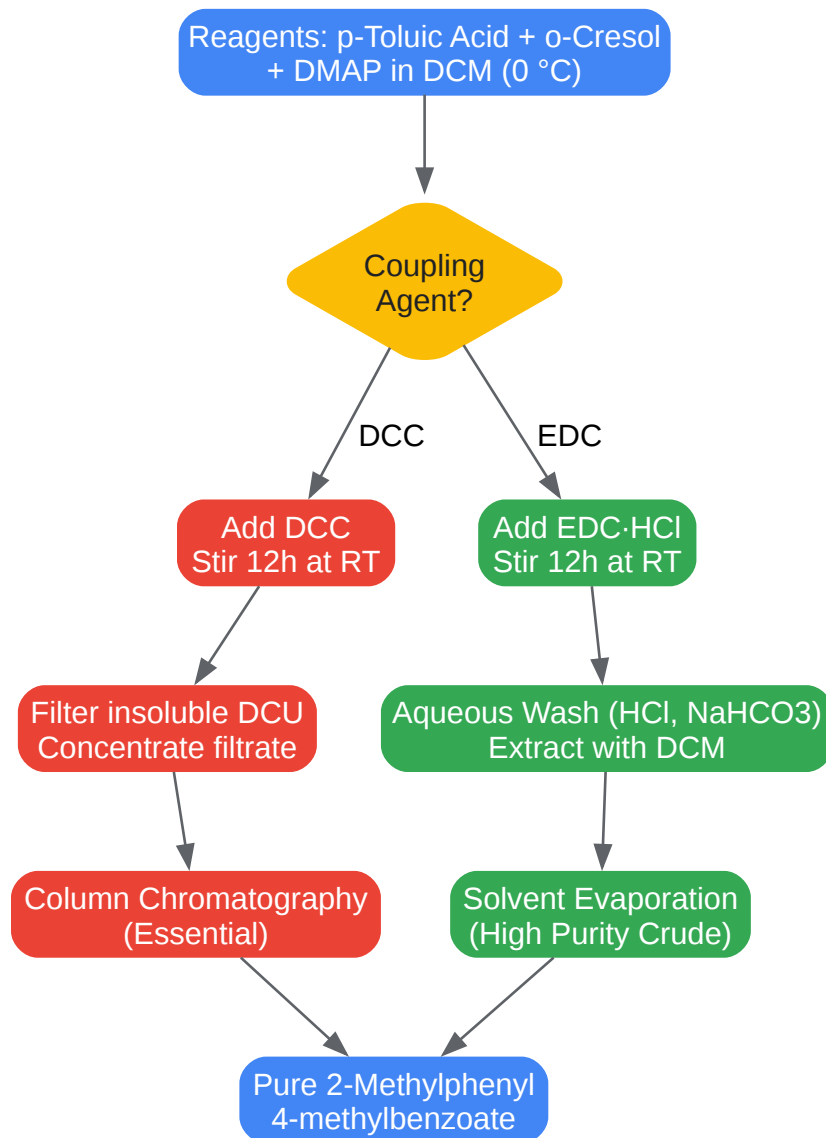 Reagents: p-Toluic Acid + o-Cresol
+ DMAP in DCM (0 °C)
Coupling
Agent?
DCC
EDC
Add DCC
Stir 12h at RT
Add EDC·HCl
Stir 12h at RT
Filter insoluble DCU
Concentrate filtrate
Aqueous Wash (HCl, NaHCO3)
Extract with DCM
Column Chromatography
(Essential)
Solvent Evaporation
(High Purity Crude)
Pure 2-Methylphenyl
4-methylbenzoate